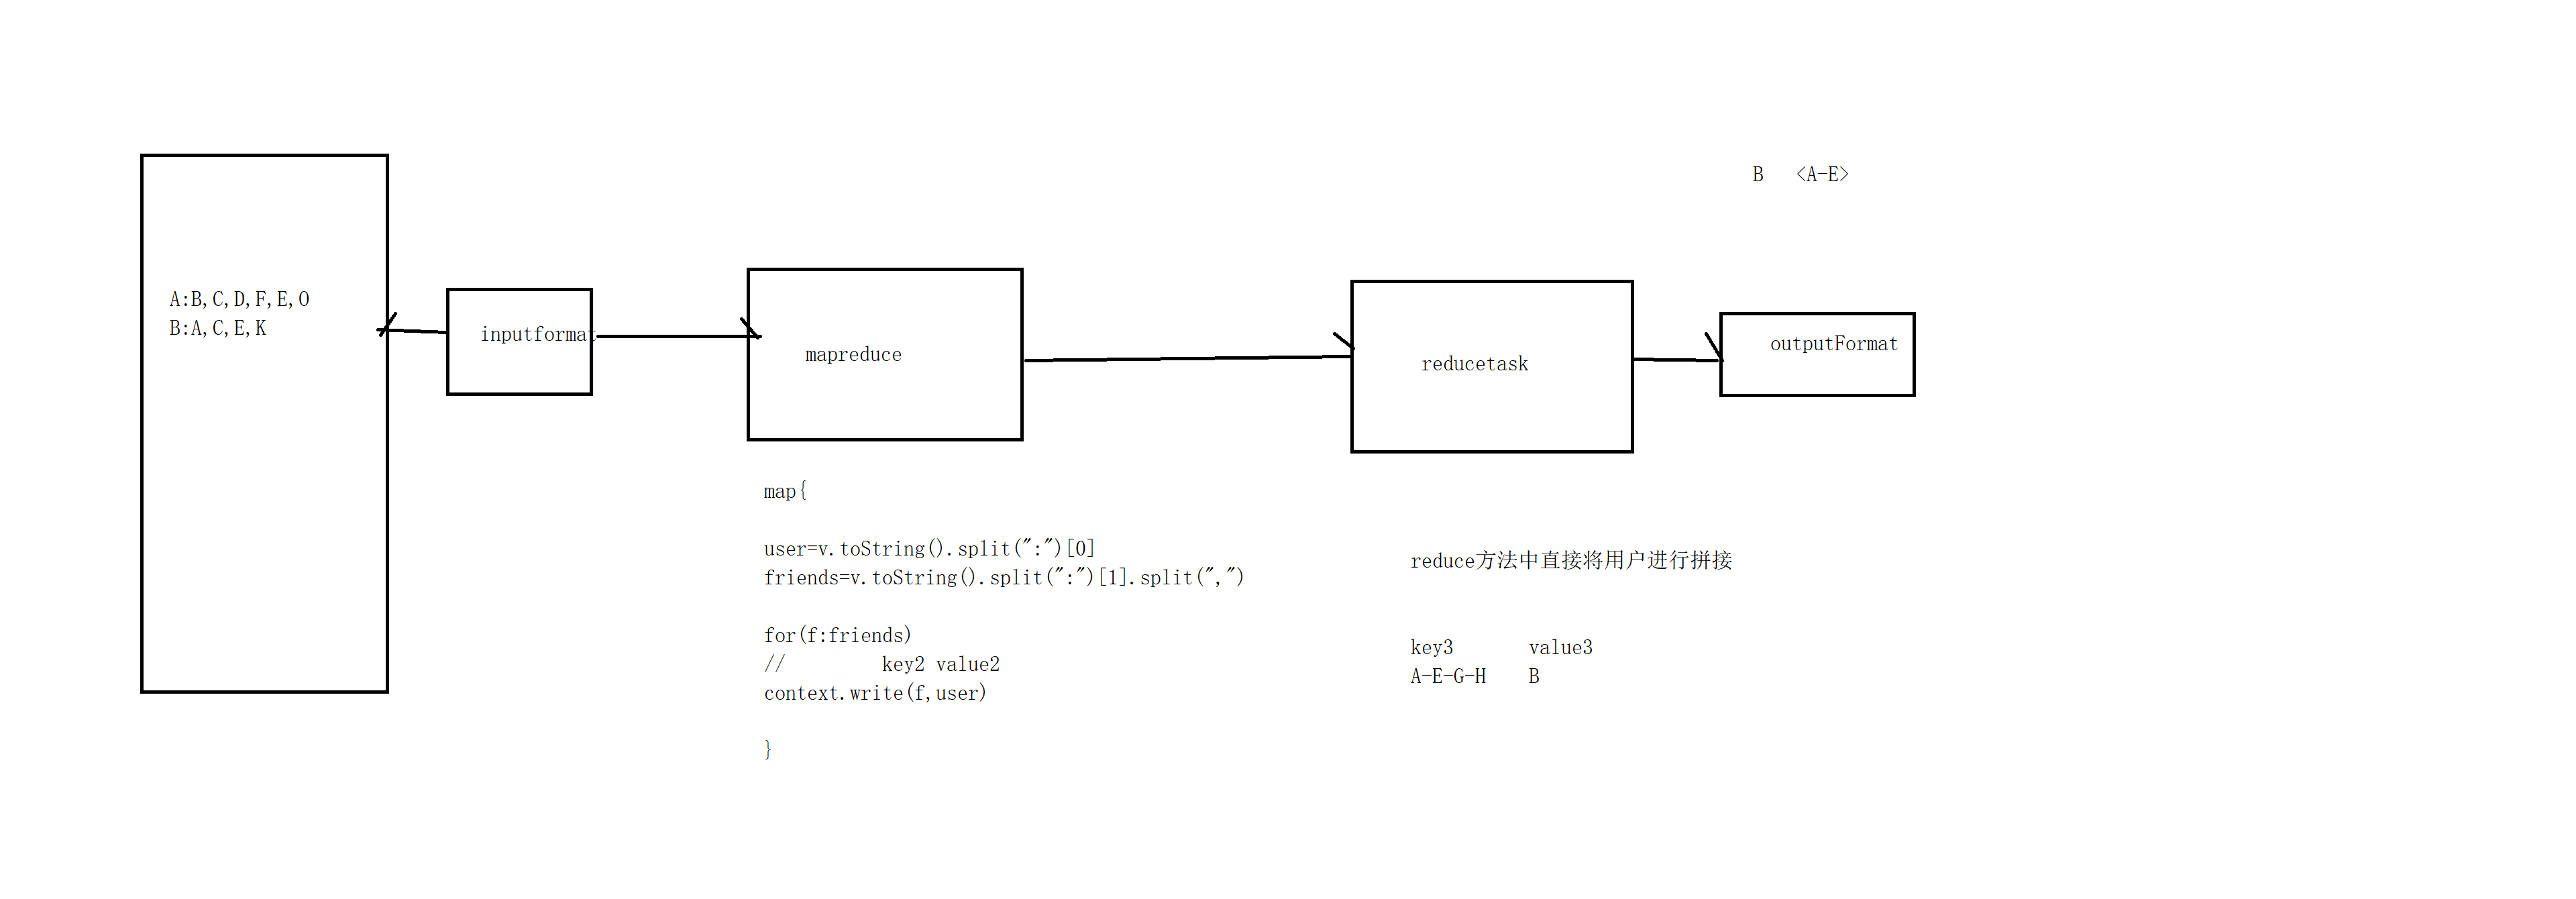 B   <A-E>
A:B,C,D,F,E,O
B:A,C,E,K
inputformat
mapreduce
reducetask
outputFormat
map{
user=v.toString().split(":")[0]
friends=v.toString().split(":")[1].split(",")
for(f:friends)
//         key2 value2
context.write(f,user)
}
reduce方法中直接将用户进行拼接
key3       value3
A-E-G-H    B